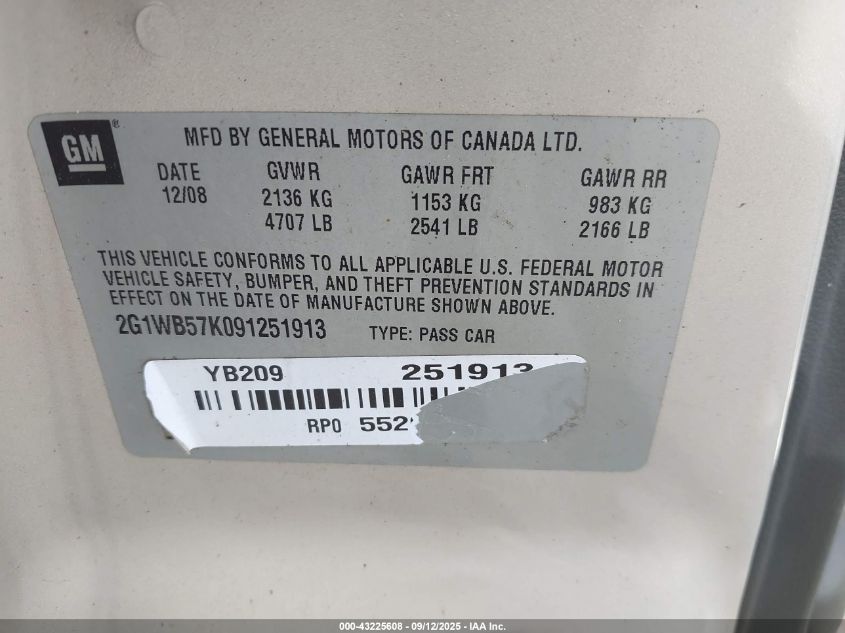 GM®
MFD BY GENERAL MOTORS OF CANADA LTD.
DATE GVWR GAWR FRT GAWR RR
12/08 2136 KG 1153 KG 983 KG
4707 LB 2541 LB 2166 LB
THIS VEHICLE CONFORMS TO ALL APPLICABLE U.S. FEDERAL MOTOR
VEHICLE SAFETY, BUMPER, AND THEFT PREVENTION STANDARDS IN
EFFECT ON THE DATE OF MANUFACTURE SHOWN ABOVE.
2G1WB57K091251913 TYPE: PASS CAR
YB209 251913
RPO 552
000-43225608 - 09/12/2025 - IAA Inc.